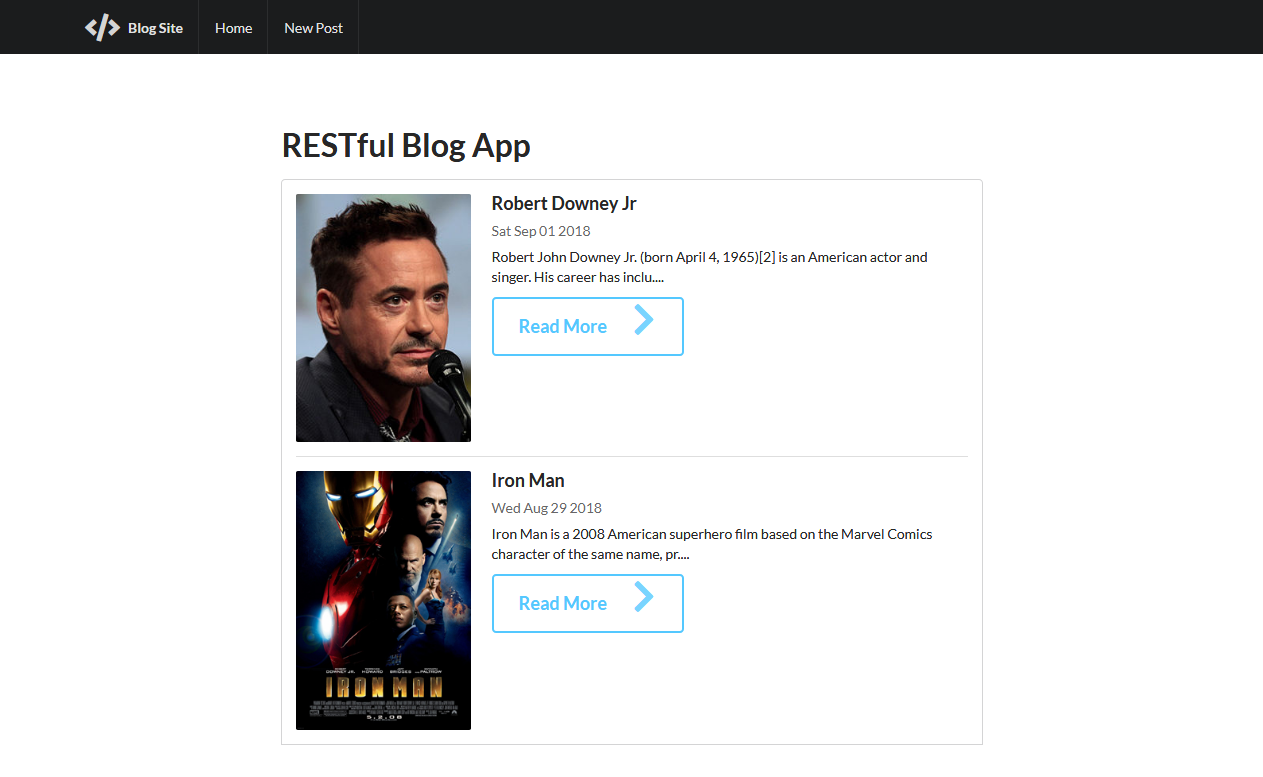 Blog Site
Home
New Post
RESTful Blog App
Robert Downey Jr
Sat Sep 01 2018
Robert John Downey Jr. (born April 4, 1965)[2] is an American actor and
singer. His career has inclu....
Read More
Iron Man
Wed Aug 29 2018
Iron Man is a 2008 American superhero film based on the Marvel Comics
character of the same name, pr....
Read More
IRON MAN
5.2.08